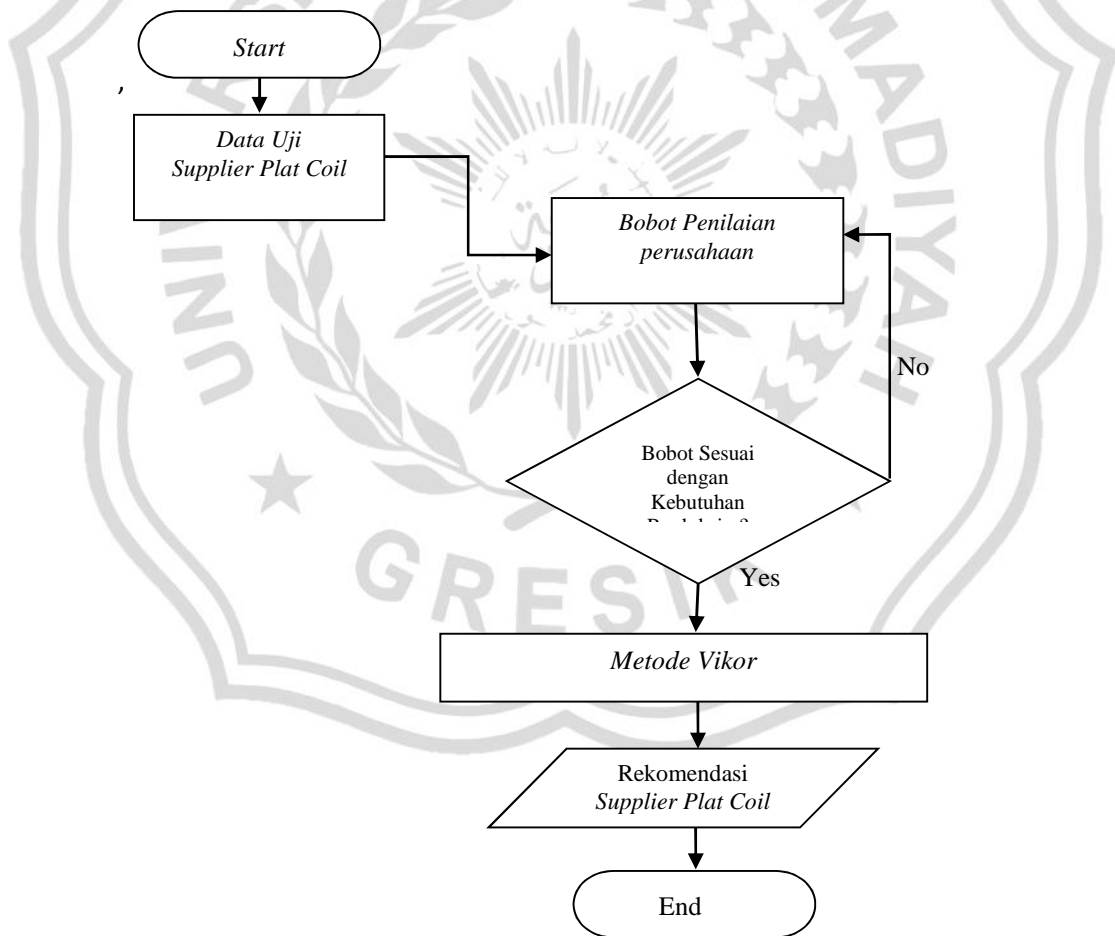 Start
,
Data Uji
Supplier Plat Coil
Bobot Penilaian
perusahaan
No
Bobot Sesuai
dengan
Kebutuhan
Yes
Metode Vikor
Rekomendasi
Supplier Plat Coil
End
GRESIK